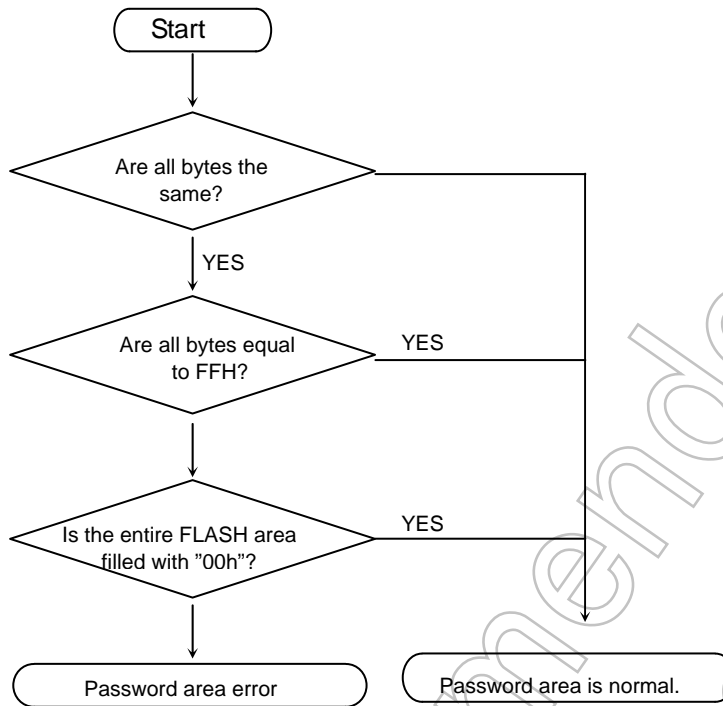 Start
Are all bytes the
same?
YES
Are all bytes equal
to FFH?
YES
Is the entire FLASH area
filled with ”00h”?
YES
Password area error
Password area is normal.